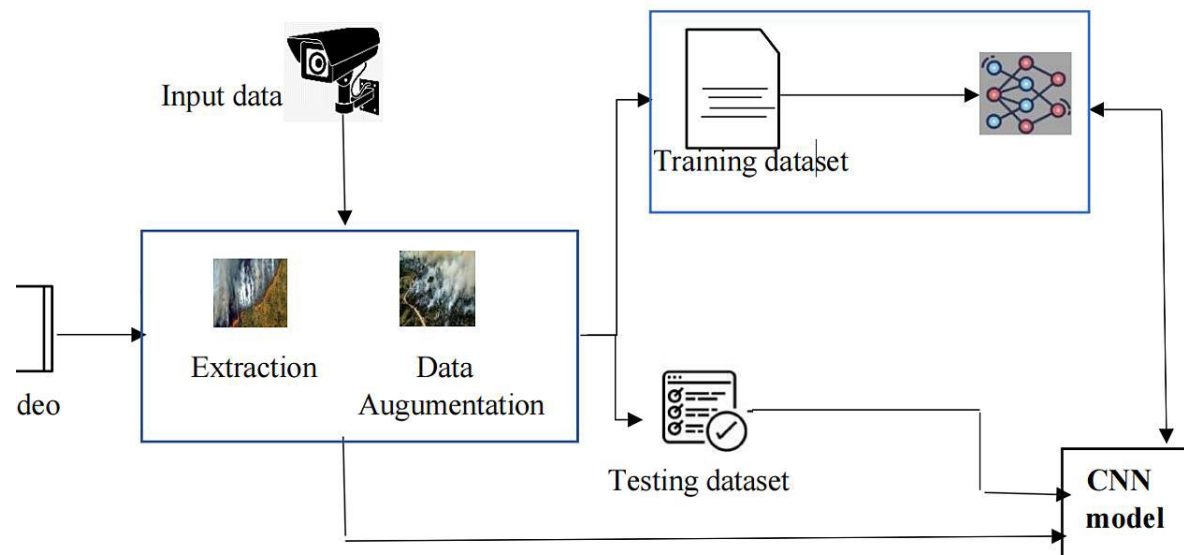 Input data
Training dataset
Extraction
Data
Augumentation
deo
Testing dataset
CNN
model